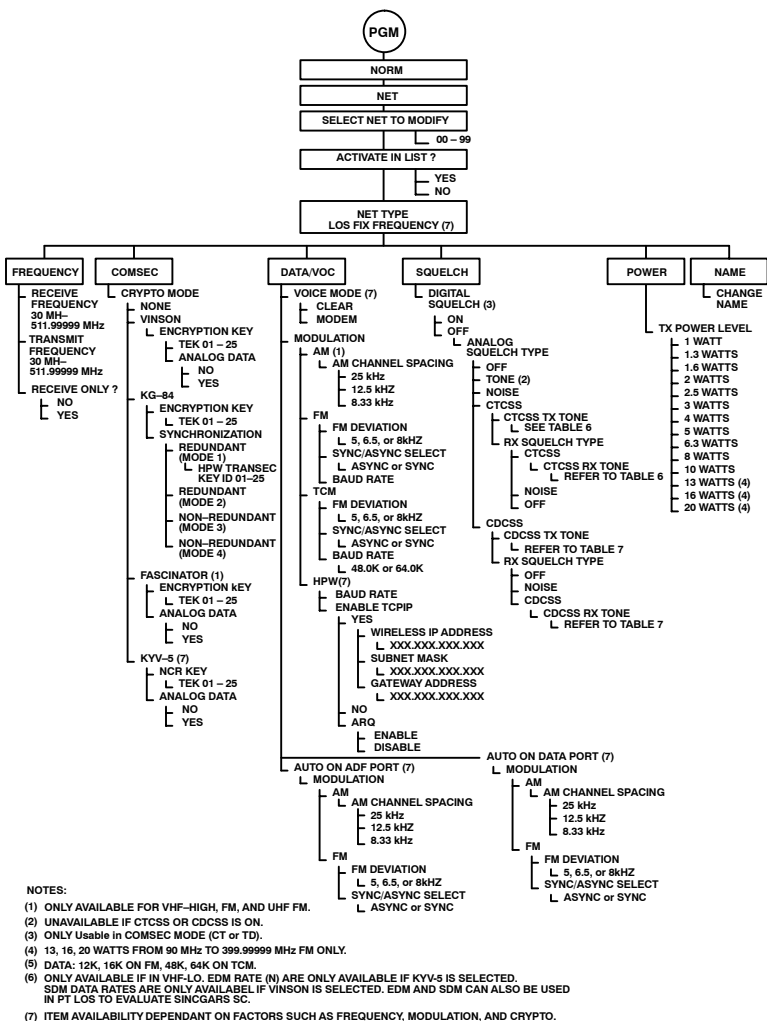 PGM
NORM
NET
SELECT NET TO MODIFY
00 – 99
ACTIVATE IN LIST ?
YES
NO
NET TYPE
LOS FIX FREQUENCY (7)
FREQUENCY
RECEIVE
FREQUENCY
30 MH–
511.99999 MHz
TRANSMIT
FREQUENCY
30 MH–
511.99999 MHz
RECEIVE ONLY ?
NO
YES
COMSEC
CRYPTO MODE
NONE
VINSON
ENCRYPTION KEY
TEK 01 – 25
ANALOG DATA
NO
YES
KG–84
ENCRYPTION KEY
TEK 01 – 25
SYNCHRONIZATION
REDUNDANT
(MODE 1)
HPW TRANSEC
KEY ID 01–25
REDUNDANT
(MODE 2)
NON–REDUNDANT
(MODE 3)
NON–REDUNDANT
(MODE 4)
FASCINATOR (1)
ENCRYPTION kEY
TEK 01 – 25
ANALOG DATA
NO
YES
KYV–5 (7)
NCR KEY
TEK 01 – 25
ANALOG DATA
NO
YES
DATA/VOC
VOICE MODE (7)
CLEAR
MODEM
MODULATION
AM (1)
AM CHANNEL SPACING
25 kHz
12.5 kHZ
8.33 kHz
FM
FM DEVIATION
5, 6.5, or 8kHZ
SYNC/ASYNC SELECT
ASYNC or SYNC
BAUD RATE
TCM
FM DEVIATION
5, 6.5, or 8kHZ
SYNC/ASYNC SELECT
ASYNC or SYNC
BAUD RATE
48.0K or 64.0K
HPW(7)
BAUD RATE
ENABLE TCPIP
YES
WIRELESS IP ADDRESS
XXX.XXX.XXX.XXX
SUBNET MASK
XXX.XXX.XXX.XXX
GATEWAY ADDRESS
XXX.XXX.XXX.XXX
NO
ARQ
ENABLE
DISABLE
AUTO ON ADF PORT (7)
MODULATION
AM
AM CHANNEL SPACING
25 kHz
12.5 kHZ
8.33 kHz
FM
FM DEVIATION
5, 6.5, or 8kHZ
SYNC/ASYNC SELECT
ASYNC or SYNC
AUTO ON DATA PORT (7)
MODULATION
AM
AM CHANNEL SPACING
25 kHz
12.5 kHZ
8.33 kHz
FM
FM DEVIATION
5, 6.5, or 8kHZ
SYNC/ASYNC SELECT
ASYNC or SYNC
SQUELCH
DIGITAL
SQUELCH (3)
ON
OFF
ANALOG
SQUELCH TYPE
OFF
TONE (2)
NOISE
CTCSS
CTCSS TX TONE
SEE TABLE 6
RX SQUELCH TYPE
CTCSS
CTCSS RX TONE
REFER TO TABLE 6
NOISE
OFF
CDCSS
CDCSS TX TONE
REFER TO TABLE 7
RX SQUELCH TYPE
OFF
NOISE
CDCSS
CDCSS RX TONE
REFER TO TABLE 7
POWER
TX POWER LEVEL
1 WATT
1.3 WATTS
1.6 WATTS
2 WATTS
2.5 WATTS
3 WATTS
4 WATTS
5 WATTS
6.3 WATTS
8 WATTS
10 WATTS
13 WATTS (4)
16 WATTS (4)
20 WATTS (4)
NAME
CHANGE
NAME
NOTES:
(1) ONLY AVAILABLE FOR VHF–HIGH, FM, AND UHF FM.
(2) UNAVAILABLE IF CTCSS OR CDCSS IS ON.
(3) ONLY Usable in COMSEC MODE (CT or TD).
(4) 13, 16, 20 WATTS FROM 90 MHz TO 399.99999 MHz FM ONLY.
(5) DATA: 12K, 16K ON FM, 48K, 64K ON TCM.
(6) ONLY AVAILABLE IF IN VHF-LO. EDM RATE (N) ARE ONLY AVAILABLE IF KYV-5 IS SELECTED.
SDM DATA RATES ARE ONLY AVAILABEL IF VINSON IS SELECTED. EDM AND SDM CAN ALSO BE USED
IN PT LOS TO EVALUATE SINCGARS SC.
(7) ITEM AVAILABILITY DEPENDANT ON FACTORS SUCH AS FREQUENCY, MODULATION, AND CRYPTO.